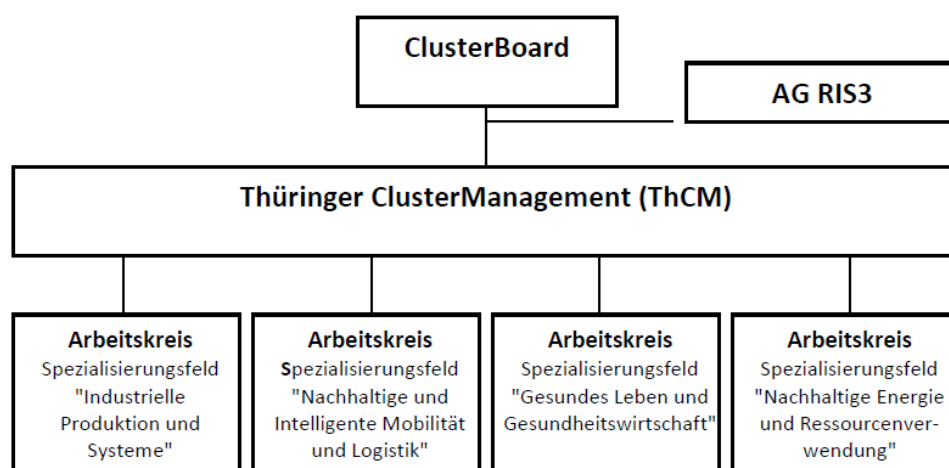 ClusterBoard
AG RIS3
Thüringer ClusterManagement (ThCM)
Arbeitskreis
Spezialisierungsfeld
"Industrielle
Produktion und
Systeme"
Arbeitskreis
Spezialisierungsfeld
"Nachhaltige und
Intelligente Mobilität
und Logistik"
Arbeitskreis
Spezialisierungsfeld
"Gesundes Leben und
Gesundheitswirtschaft"
Arbeitskreis
Spezialisierungsfeld
"Nachhaltige Energie
und Ressourcenver-
wendung"